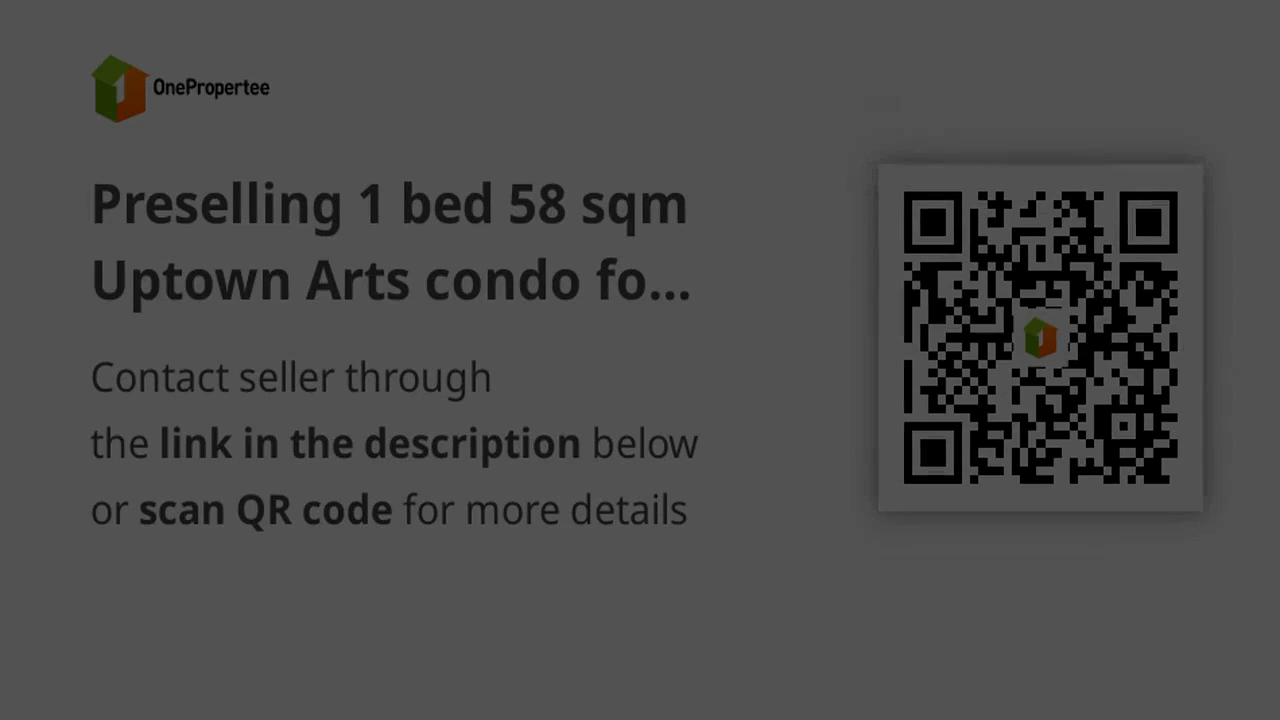 OnePropertee
Preselling 1 bed 58 sqm
Uptown Arts condo fo...
Contact seller through
the link in the description below
or scan QR code for more details